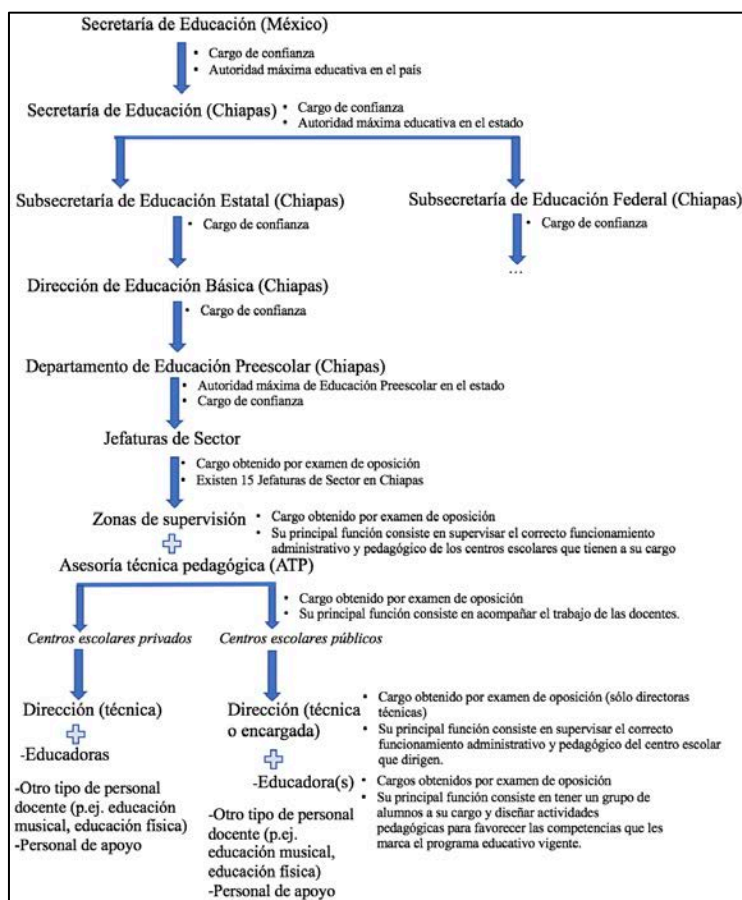 Secretaría de Educación (México)
• Cargo de confianza
• Autoridad máxima educativa en el país
Secretaría de Educación (Chiapas)
• Cargo de confianza
• Autoridad máxima educativa en el estado
Subsecretaría de Educación Estatal (Chiapas)
• Cargo de confianza
Subsecretaría de Educación Federal (Chiapas)
• Cargo de confianza
...
Dirección de Educación Básica (Chiapas)
• Cargo de confianza
Departamento de Educación Preescolar (Chiapas)
• Autoridad máxima de Educación Preescolar en el estado
• Cargo de confianza
Jefaturas de Sector
• Cargo obtenido por examen de oposición
• Existen 15 Jefaturas de Sector en Chiapas
Zonas de supervisión
• Cargo obtenido por examen de oposición
• Su principal función consiste en supervisar el correcto funcionamiento
administrativo y pedagógico de los centros escolares que tienen a su cargo
Asesoría técnica pedagógica (ATP)
• Cargo obtenido por examen de oposición
• Su principal función consiste en acompañar el trabajo de las docentes.
Centros escolares privados
Dirección (técnica)
-Educadoras
-Otro tipo de personal
docente (p.ej. educación
musical, educación física)
-Personal de apoyo
Centros escolares públicos
Dirección (técnica
o encargada)
• Cargo obtenido por examen de oposición (sólo directoras
técnicas)
• Su principal función consiste en supervisar el correcto
funcionamiento administrativo y pedagógico del centro escolar
que dirigen.
-Educadora(s)
• Cargos obtenidos por examen de oposición
• Su principal función consiste en tener un grupo de
alumnos a su cargo y diseñar actividades
pedagógicas para favorecer las competencias que les
marca el programa educativo vigente.
-Otro tipo de personal
docente (p.ej.
educación musical,
educación física)
-Personal de apoyo